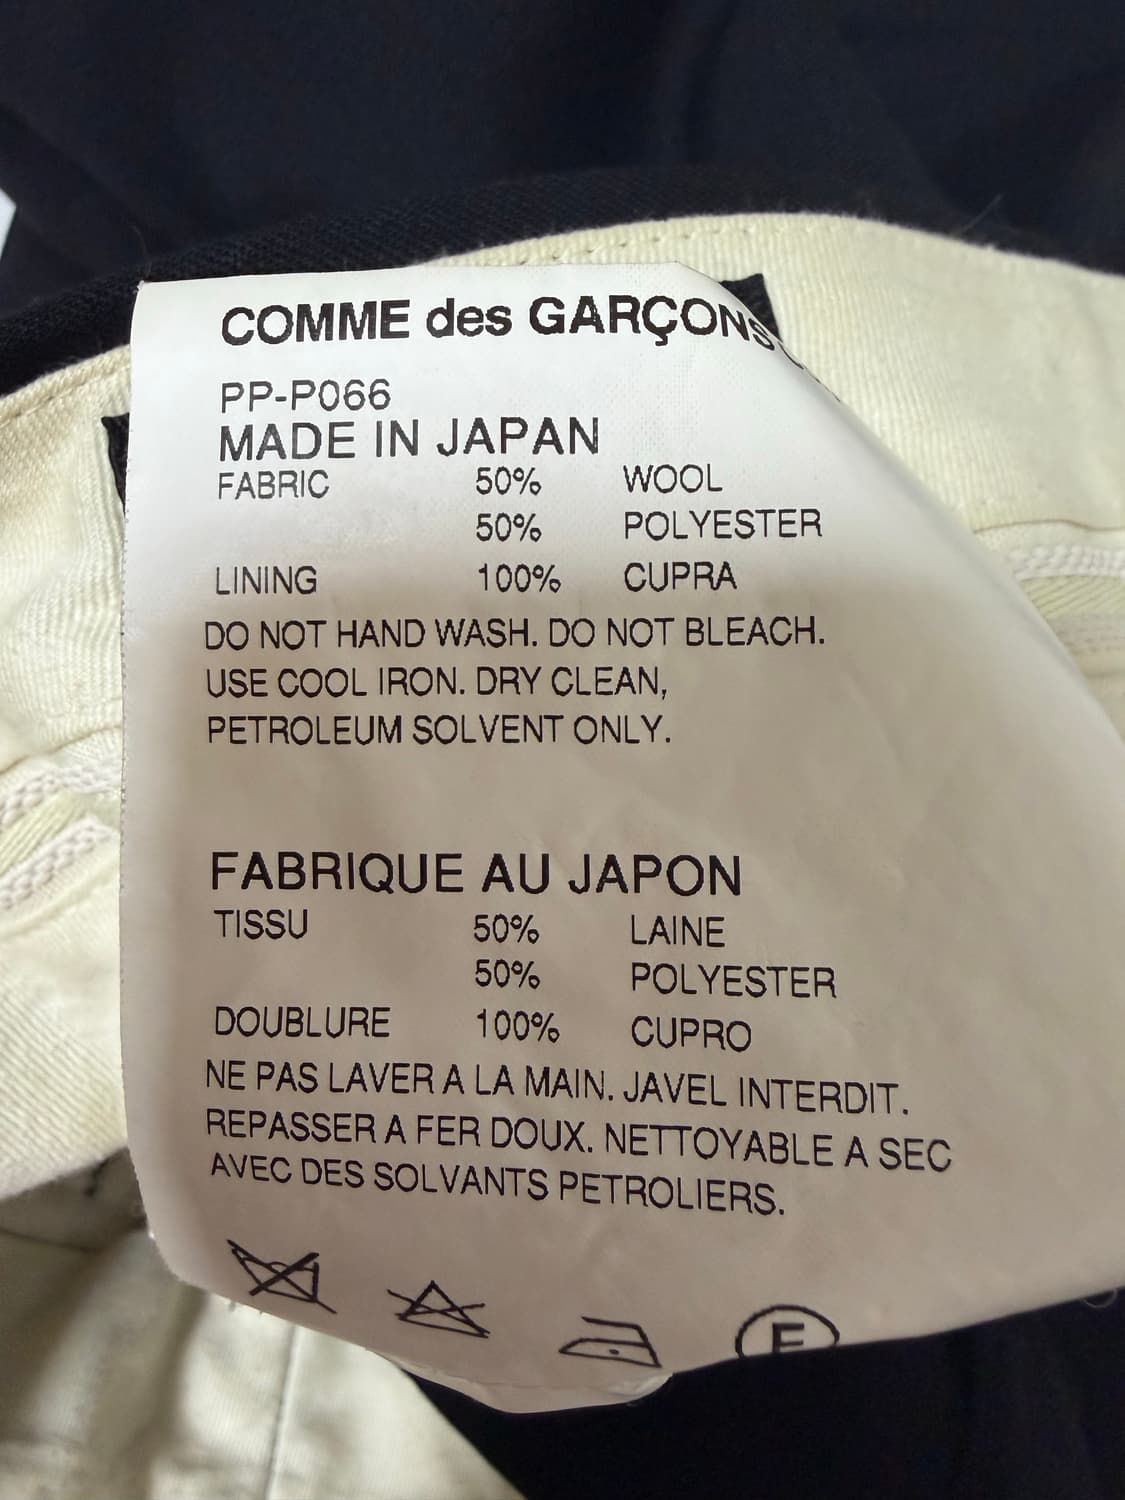 COMME des GARÇONS
PP-P066
MADE IN JAPAN
FABRIC 50% WOOL
50% POLYESTER
LINING 100% CUPRA
DO NOT HAND WASH. DO NOT BLEACH.
USE COOL IRON. DRY CLEAN,
PETROLEUM SOLVENT ONLY.
FABRIQUE AU JAPON
TISSU 50% LAINE
50% POLYESTER
DOUBLURE 100% CUPRO
NE PAS LAVER A LA MAIN. JAVEL INTERDIT.
REPASSER A FER DOUX. NETTOYABLE A SEC
AVEC DES SOLVANTS PETROLIERS.
F